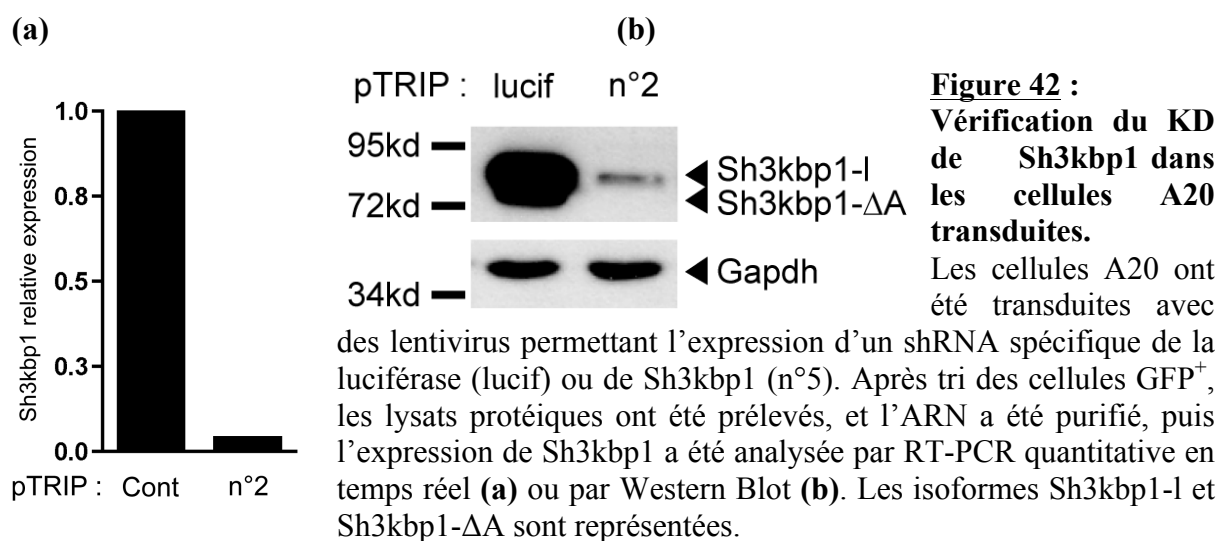 (a)
Sh3kbp1 relative expression
1.0
0.8
0.5
0.3
0.0
pTRIP : Cont n°2
(b)
pTRIP : lucif n°2
95kd
72kd
Sh3kbp1-l
Sh3kbp1-ΔA
34kd
Gapdh
Figure 42 :
Vérification du KD
de Sh3kbp1 dans
les cellules A20
transduites.
Les cellules A20 ont
été transduites avec
des lentivirus permettant l’expression d’un shRNA spécifique de la
luciférase (lucif) ou de Sh3kbp1 (n°5). Après tri des cellules GFP⁺,
les lysats protéiques ont été prélevés, et l’ARN a été purifié, puis
l’expression de Sh3kbp1 a été analysée par RT-PCR quantitative en
temps réel (a) ou par Western Blot (b). Les isoformes Sh3kbp1-l et
Sh3kbp1-ΔA sont représentées.